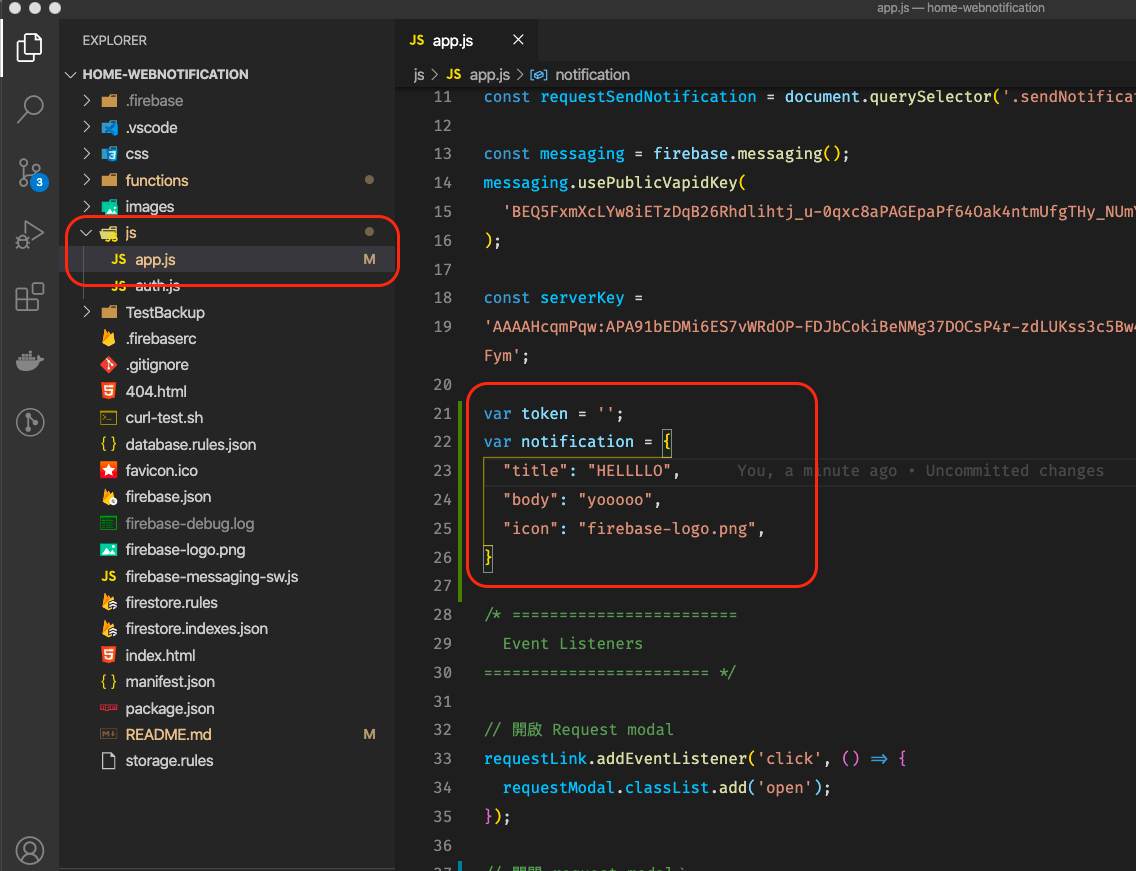 app.js — home-webnotification
EXPLORER
HOME-WEBNOTIFICATION
.firebase
.vscode
css
functions
images
js
JS app.js M
JS auth.js
TestBackup
.firebaserc
.gitignore
404.html
curl-test.sh
{ } database.rules.json
favicon.ico
firebase.json
firebase-debug.log
firebase-logo.png
JS firebase-messaging-sw.js
firestore.rules
firestore.indexes.json
index.html
{ } manifest.json
package.json
README.md M
storage.rules
3
JS app.js ×
js > JS app.js > notification
11 const requestSendNotification = document.querySelector('.sendNotifica
12
13 const messaging = firebase.messaging();
14 messaging.usePublicVapidKey(
15 'BEQ5FxmXcLYw8iETzDqB26Rhdlihtj_u-0qxc8aPAGEpaPf64Oak4ntmUfgTHy_NUm
16 );
17
18 const serverKey =
19 'AAAAHcqmPqw:APA91bEDMi6ES7vWRdOP-FDJbCokiBeNMg37DOCsP4r-zdLUKss3c5Bw
Fym';
20
21 var token = '';
22 var notification = {
23 "title": "HELLLLO", You, a minute ago • Uncommitted changes
24 "body": "yooooo",
25 "icon": "firebase-logo.png",
26 }
27
28 /* ========================
29 Event Listeners
30 ======================== */
31
32 // 開啟 Request modal
33 requestLink.addEventListener('click', () => {
34 requestModal.classList.add('open');
35 });
36